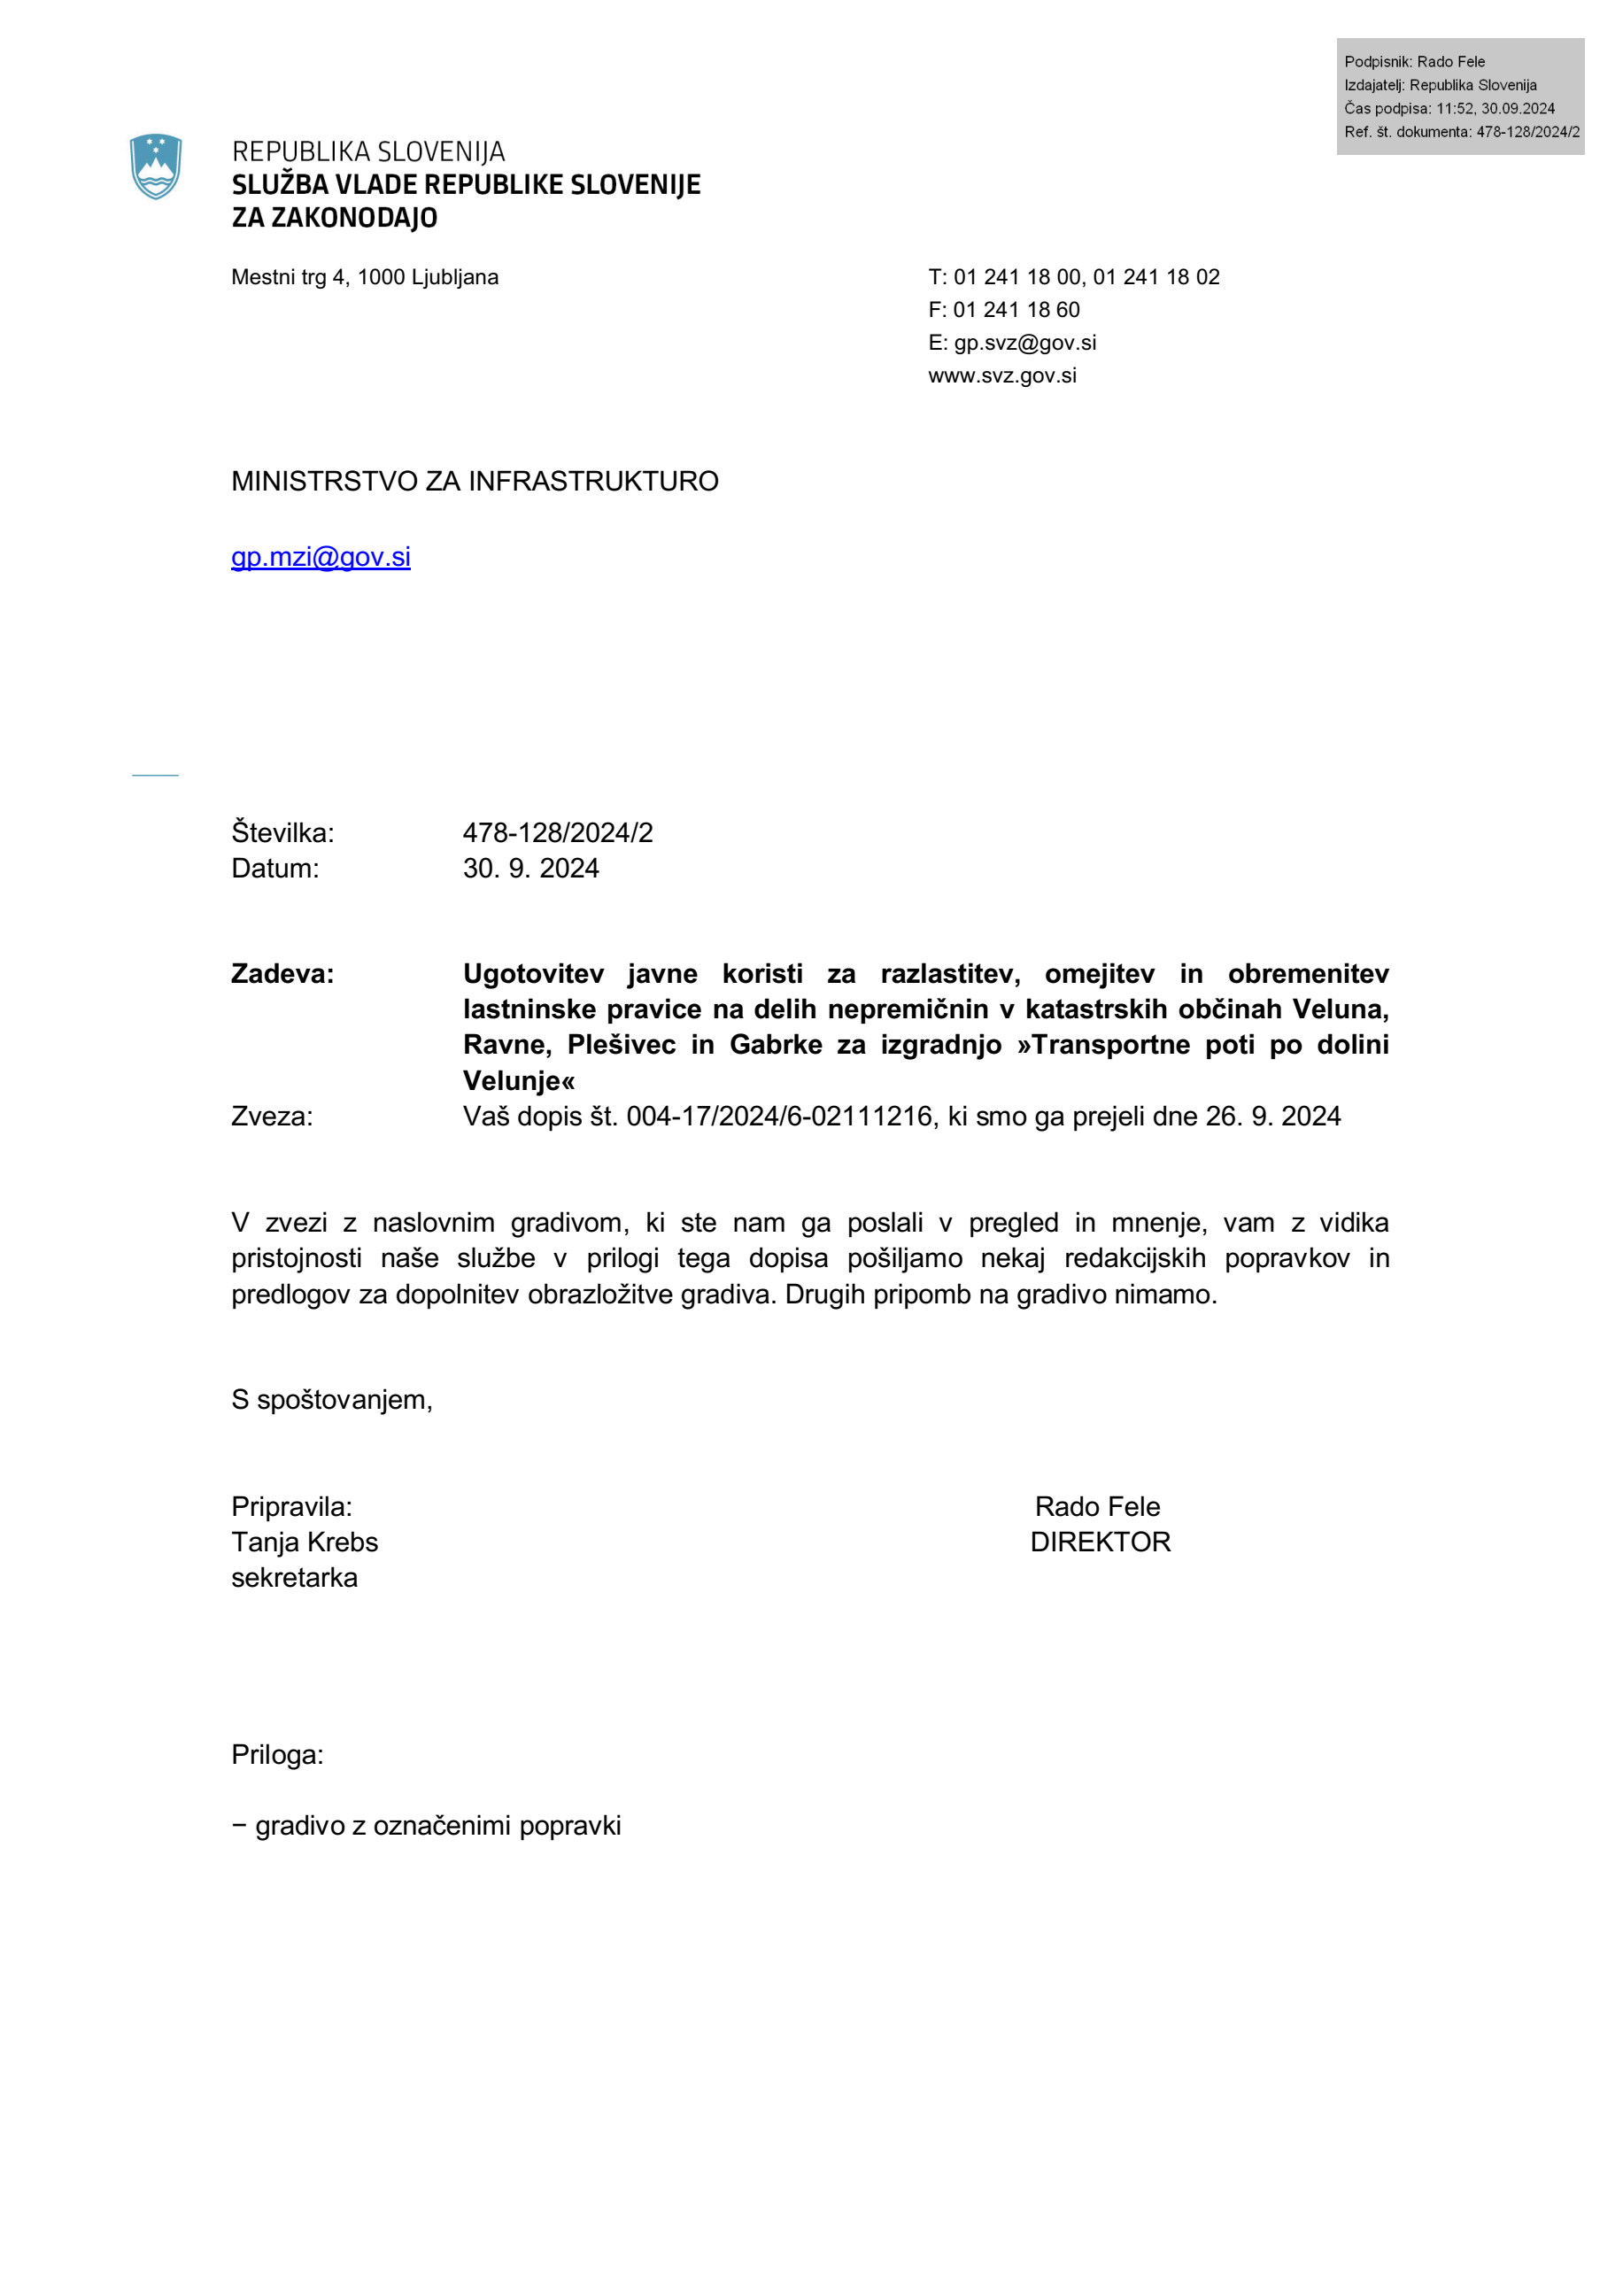 Podpisnik: Rado Fele
Izdajatelj: Republika Slovenija
Čas podpisa: 11:52, 30.09.2024
Ref. št. dokumenta: 478-128/2024/2
REPUBLIKA SLOVENIJA
SLUŽBA VLADE REPUBLIKE SLOVENIJE
ZA ZAKONODAJO
Mestni trg 4, 1000 Ljubljana
T: 01 241 18 00, 01 241 18 02
F: 01 241 18 60
E: gp.svz@gov.si
www.svz.gov.si
MINISTRSTVO ZA INFRASTRUKTURO
gp.mzi@gov.si
Številka: 478-128/2024/2
Datum: 30. 9. 2024
Zadeva: Ugotovitev javne koristi za razlastitev, omejitev in obremenitev
lastninske pravice na delih nepremičnin v katastrskih občinah Veluna,
Ravne, Plešivec in Gabrke za izgradnjo »Transportne poti po dolini
Velunje«
Zveza: Vaš dopis št. 004-17/2024/6-02111216, ki smo ga prejeli dne 26. 9. 2024
V zvezi z naslovnim gradivom, ki ste nam ga poslali v pregled in mnenje, vam z vidika
pristojnosti naše službe v prilogi tega dopisa pošiljamo nekaj redakcijskih popravkov in
predlogov za dopolnitev obrazložitve gradiva. Drugih pripomb na gradivo nimamo.
S spoštovanjem,
Pripravila: Rado Fele
Tanja Krebs DIREKTOR
sekretarka
Priloga:
− gradivo z označenimi popravki